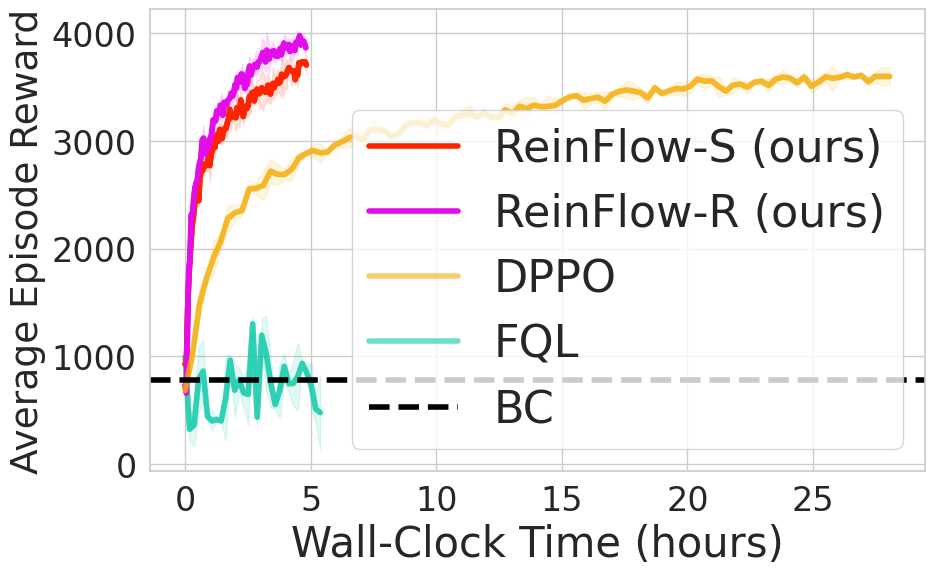 Average Episode Reward
4000
3000
2000
1000
0
ReinFlow-S (ours)
ReinFlow-R (ours)
DPPO
FQL
BC
0 5 10 15 20 25
Wall-Clock Time (hours)